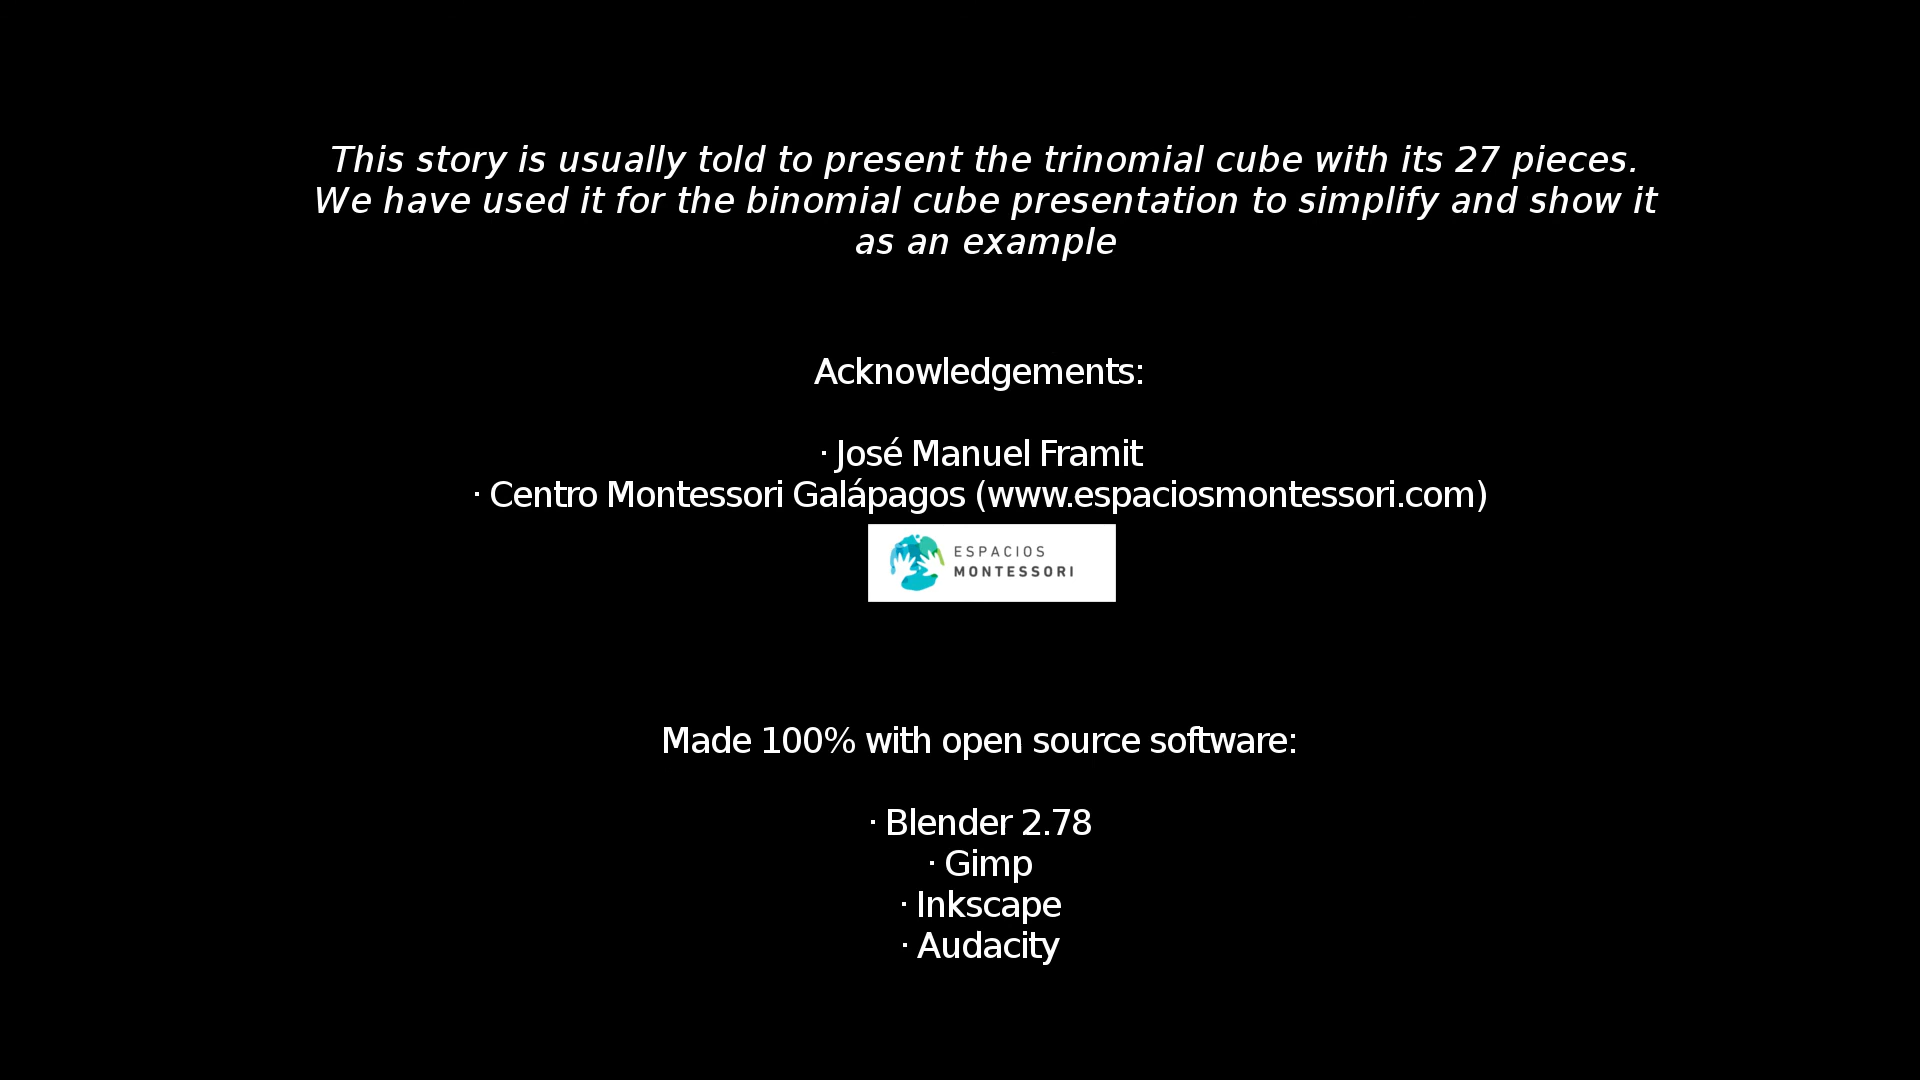 This story is usually told to present the trinomial cube with its 27 pieces.
We have used it for the binomial cube presentation to simplify and show it
as an example
Acknowledgements:
· José Manuel Framit
· Centro Montessori Galápagos (www.espaciosmontessori.com)
ESPACIOS
MONTESSORI
Made 100% with open source software:
· Blender 2.78
· Gimp
· Inkscape
· Audacity